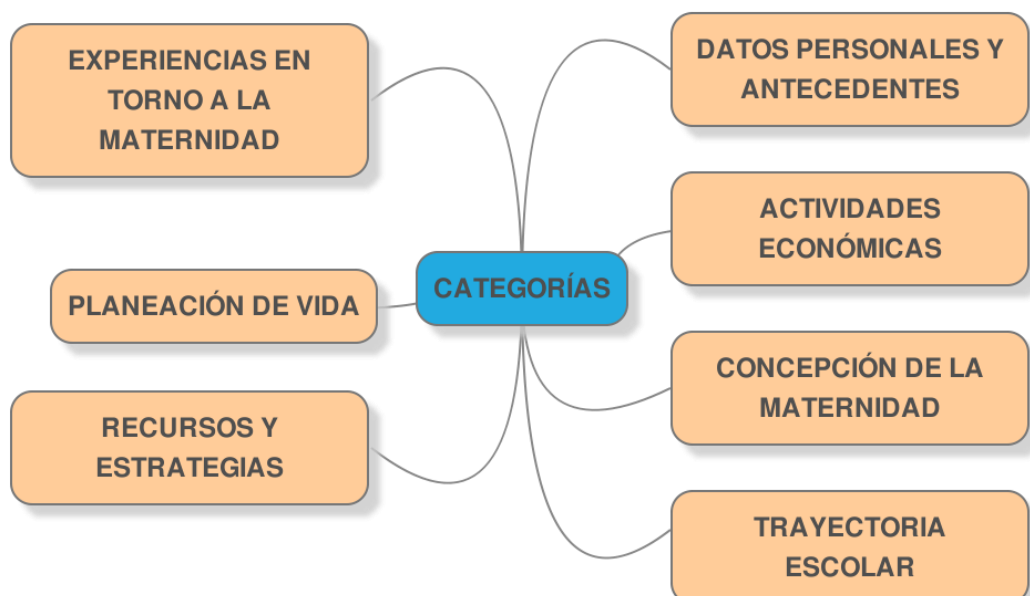 EXPERIENCIAS EN
TORNO A LA
MATERNIDAD
PLANEACIÓN DE VIDA
RECURSOS Y
ESTRATEGIAS
CATEGORÍAS
DATOS PERSONALES Y
ANTECEDENTES
ACTIVIDADES
ECONÓMICAS
CONCEPCIÓN DE LA
MATERNIDAD
TRAYECTORIA
ESCOLAR